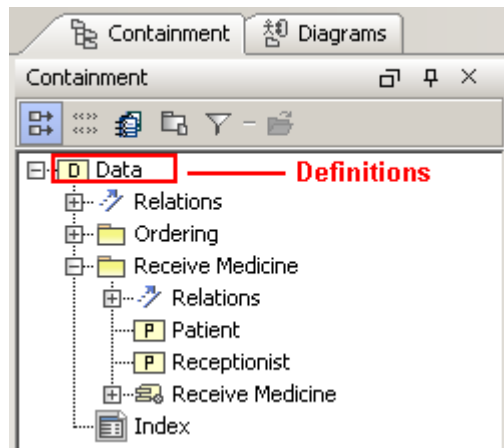 Containment Diagrams
Containment
D Data Definitions
Relations
Ordering
Receive Medicine
Relations
P Patient
P Receptionist
Receive Medicine
Index